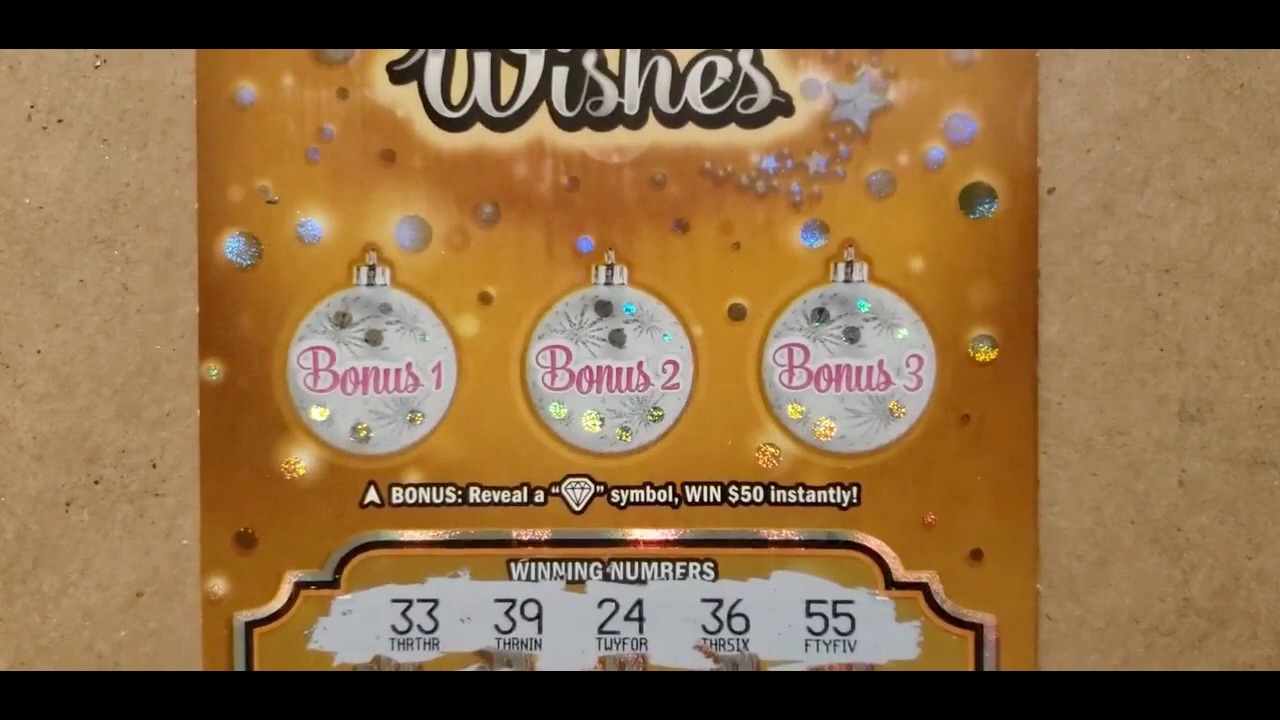 Wishes
Bonus 1 Bonus 2 Bonus 3
BONUS: Reveal a “ ” symbol, WIN $50 instantly!
WINNING NUMBERS
33 39 24 36 55
THRTHR THRNIN TWYFOR THRSIX FTYFIV